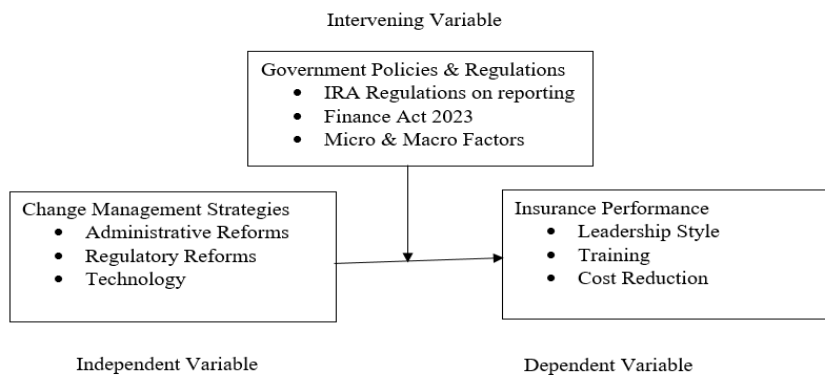 Intervening Variable
Government Policies & Regulations
• IRA Regulations on reporting
• Finance Act 2023
• Micro & Macro Factors
Change Management Strategies
• Administrative Reforms
• Regulatory Reforms
• Technology
Insurance Performance
• Leadership Style
• Training
• Cost Reduction
Independent Variable
Dependent Variable